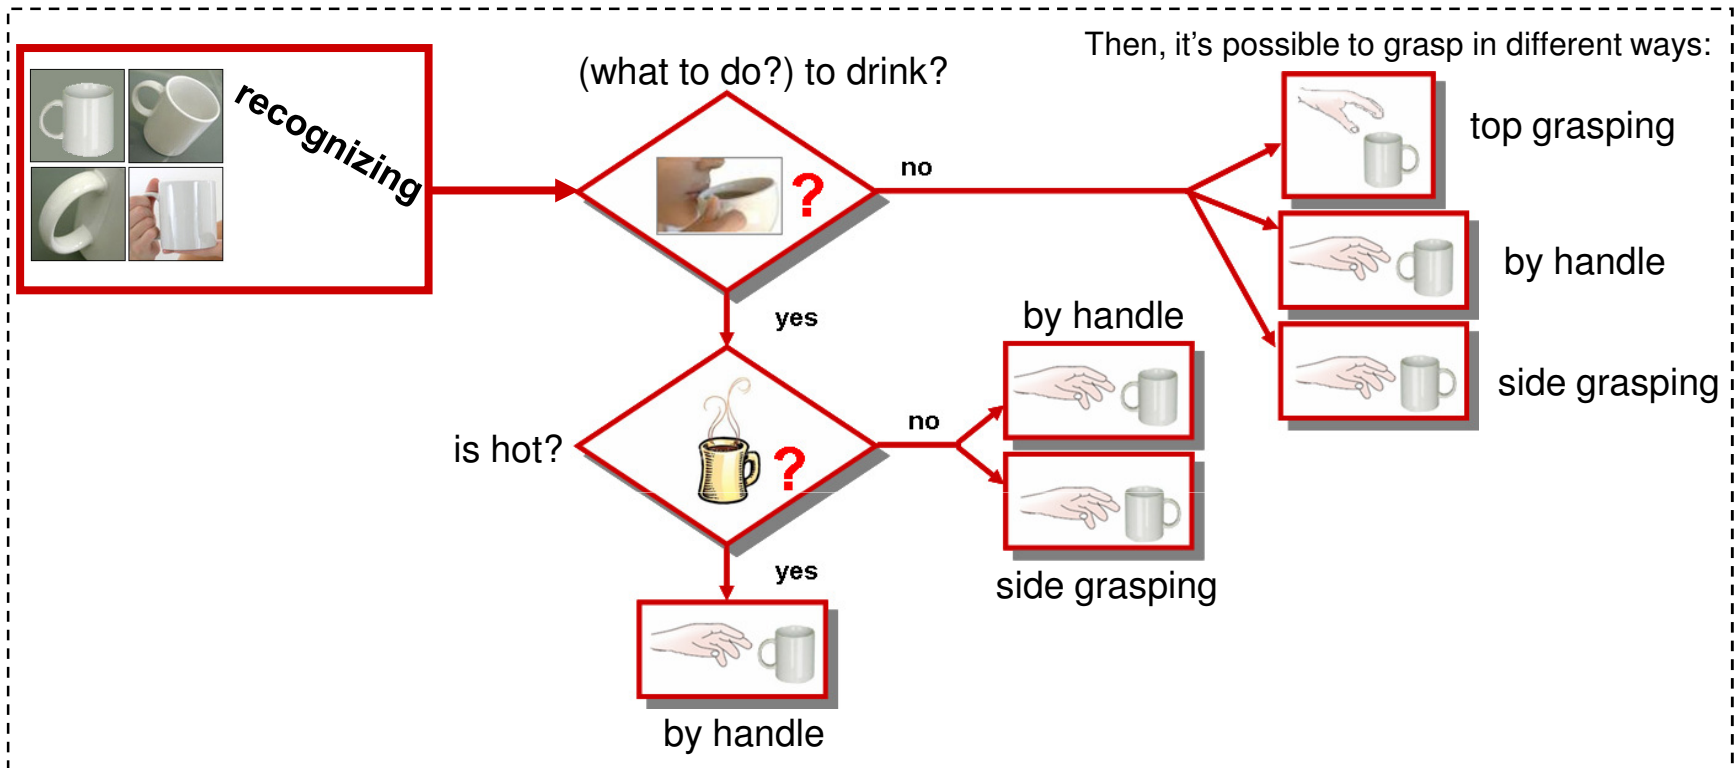 recognizing
(what to do?) to drink?
?
no
yes
Then, it's possible to grasp in different ways:
top grasping
by handle
side grasping
is hot?
?
no
yes
by handle
side grasping
by handle